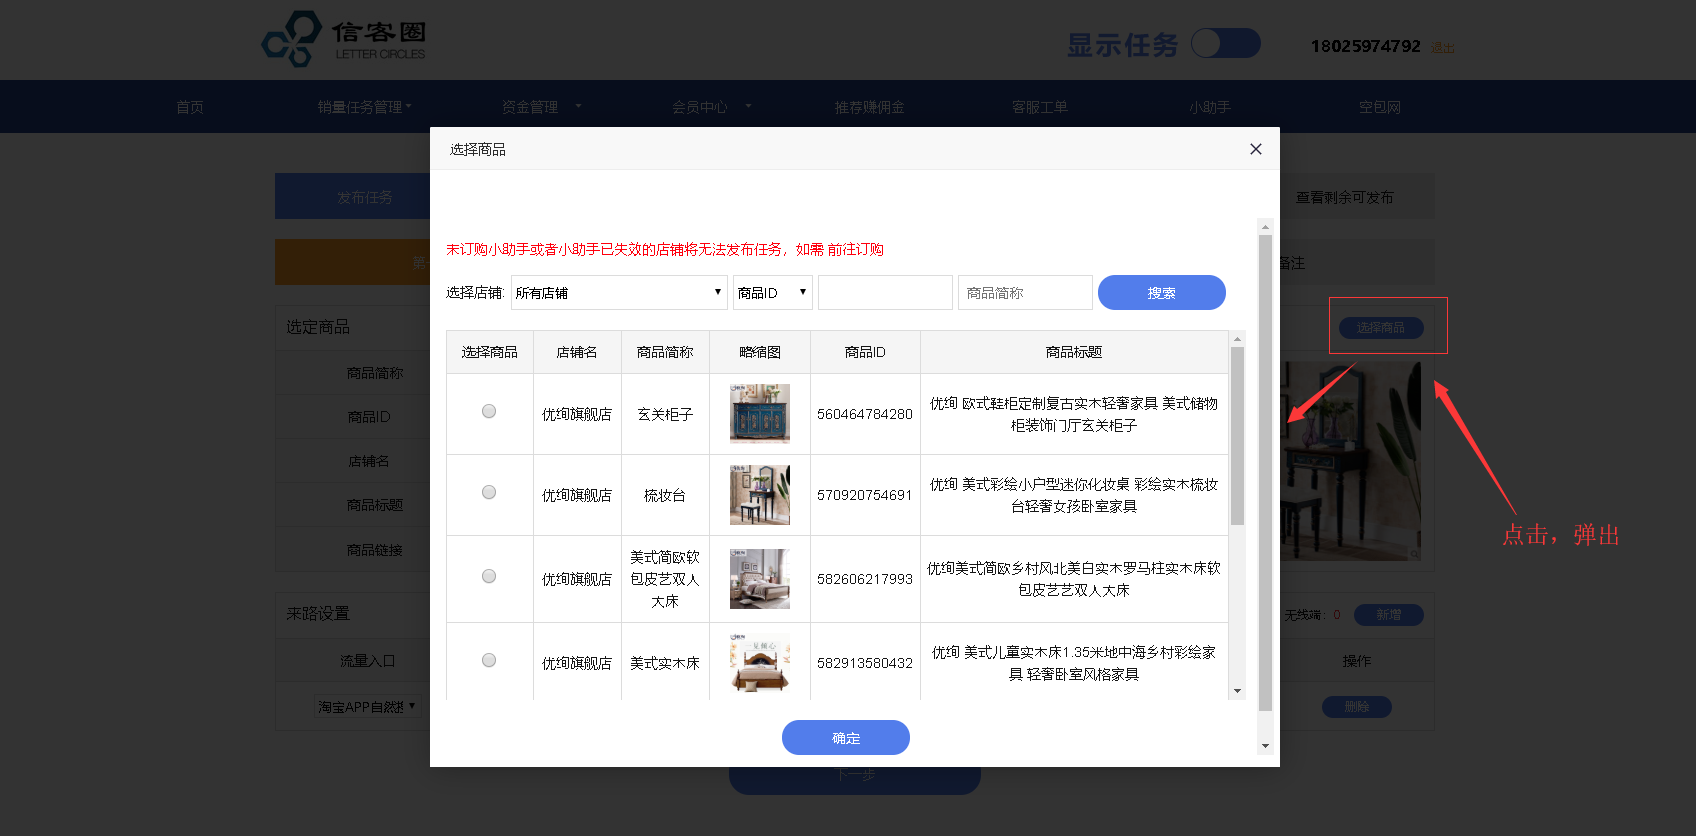 信客圈
LETTER CIRCLES
显示任务
18025974792 退出
首页 销量任务管理 资金管理 会员中心 推荐赚佣金 客服工单 小助手 空包网
选择商品
发布任务
查看剩余可发布
第
备注
未订购小助手或者小助手已失效的店铺将无法发布任务，如需 前往订购
选择店铺: 所有店铺 商品ID 商品简称 搜索
选定商品
选择商品
选择商品 店铺名 商品简称 略缩图 商品ID 商品标题
优绚旗舰店 玄关柜子 560464784280 优绚 欧式鞋柜定制复古实木轻奢家具 美式储物
柜装饰门厅玄关柜子
优绚旗舰店 梳妆台 570920754691 优绚 美式彩绘小户型迷你化妆桌 彩绘实木梳妆
台轻奢女孩卧室家具
优绚旗舰店 美式简欧软
包皮艺双人
大床 582606217993 优绚美式简欧乡村风北美白实木罗马柱实木床软
包皮艺艺双人大床
优绚旗舰店 美式实木床 582913580432 优绚 美式儿童实木床1.35米地中海乡村彩绘家
具 轻奢卧室风格家具
商品简称
商品ID
店铺名
商品标题
商品链接
点击，弹出
来路设置
无线端：0 新增
流量入口
操作
淘宝APP自然搜
删除
确定
下一步